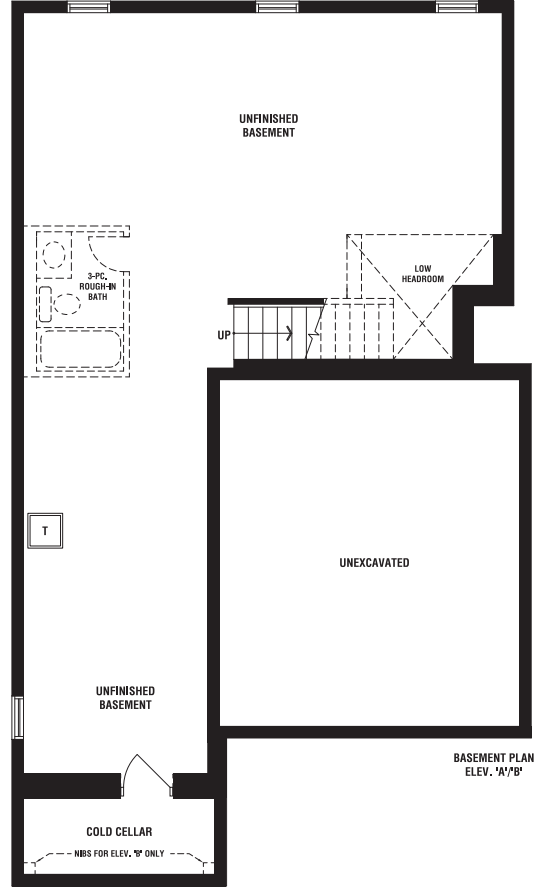 UNFINISHED
BASEMENT
3-PC.
ROUGH-IN
BATH
LOW
HEADROOM
UP
T
UNEXCAVATED
UNFINISHED
BASEMENT
BASEMENT PLAN
ELEV. 'A'/'B'
COLD CELLAR
NIBS FOR ELEV. 'B' ONLY